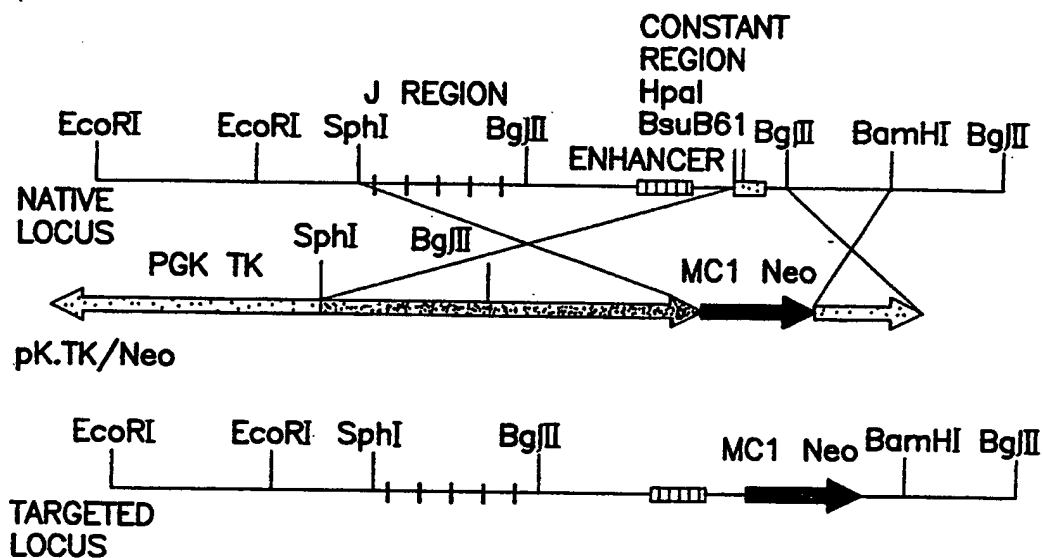 CONSTANT
REGION
J REGION HpaI
EcoRI EcoRI SphI BglII BsuB61 BglII BamHI BglII
ENHANCER
NATIVE
LOCUS
SphI BglII
PGK TK MC1 Neo
pK.TK/Neo
EcoRI EcoRI SphI BglII MC1 Neo BamHI BglII
TARGETED
LOCUS